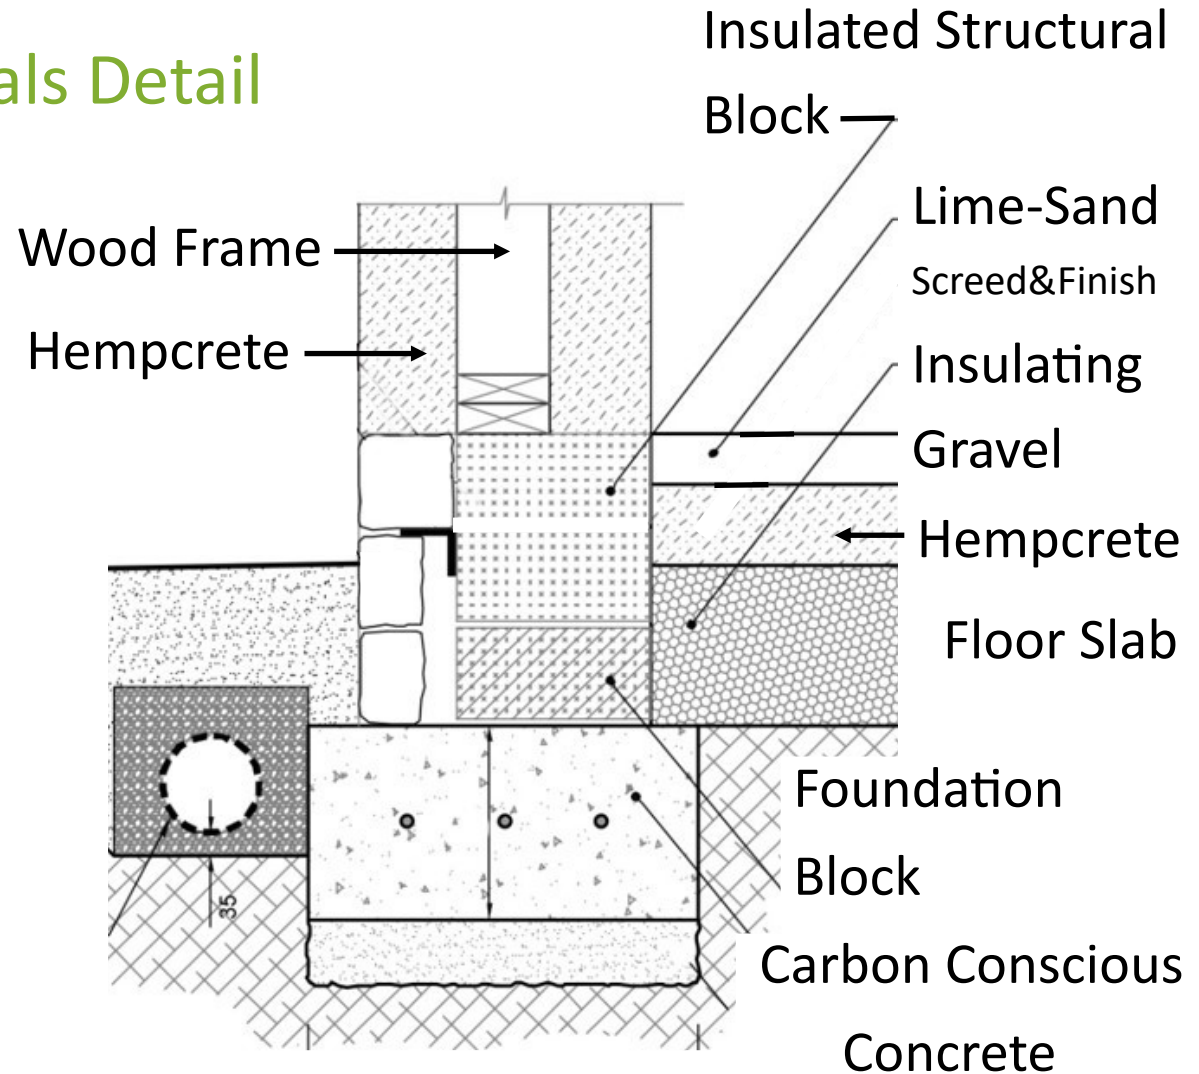 Insulated Structural
als Detail
Block
Lime-Sand
Wood Frame
Screed&Finish
Hempcrete
Insulating
Gravel
Hempcrete
Floor Slab
Foundation
Block
35
Carbon Conscious
Concrete